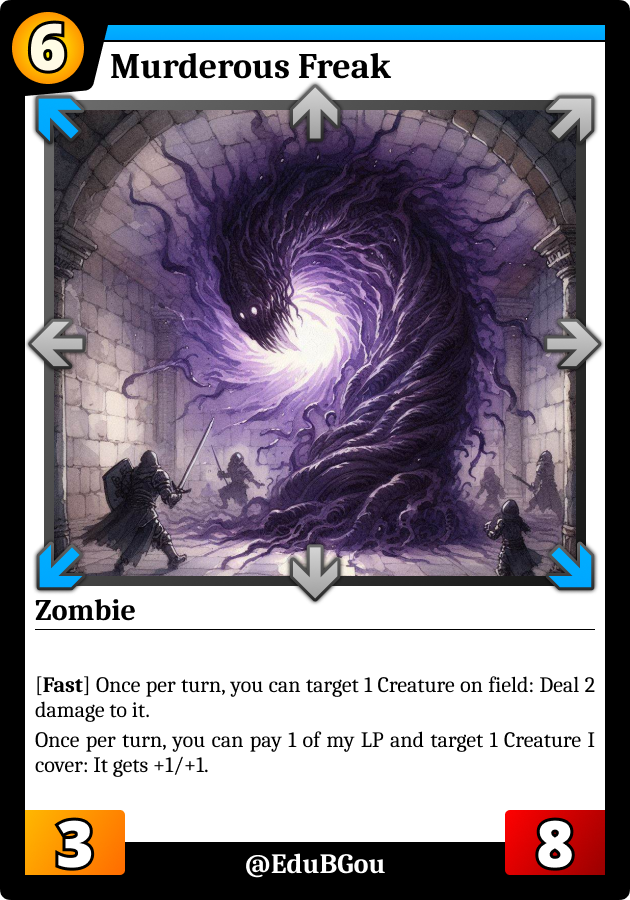 6
Murderous Freak
Zombie
[Fast] Once per turn, you can target 1 Creature on field: Deal 2
damage to it.
Once per turn, you can pay 1 of my LP and target 1 Creature I
cover: It gets +1/+1.
3
@EduBGou
8